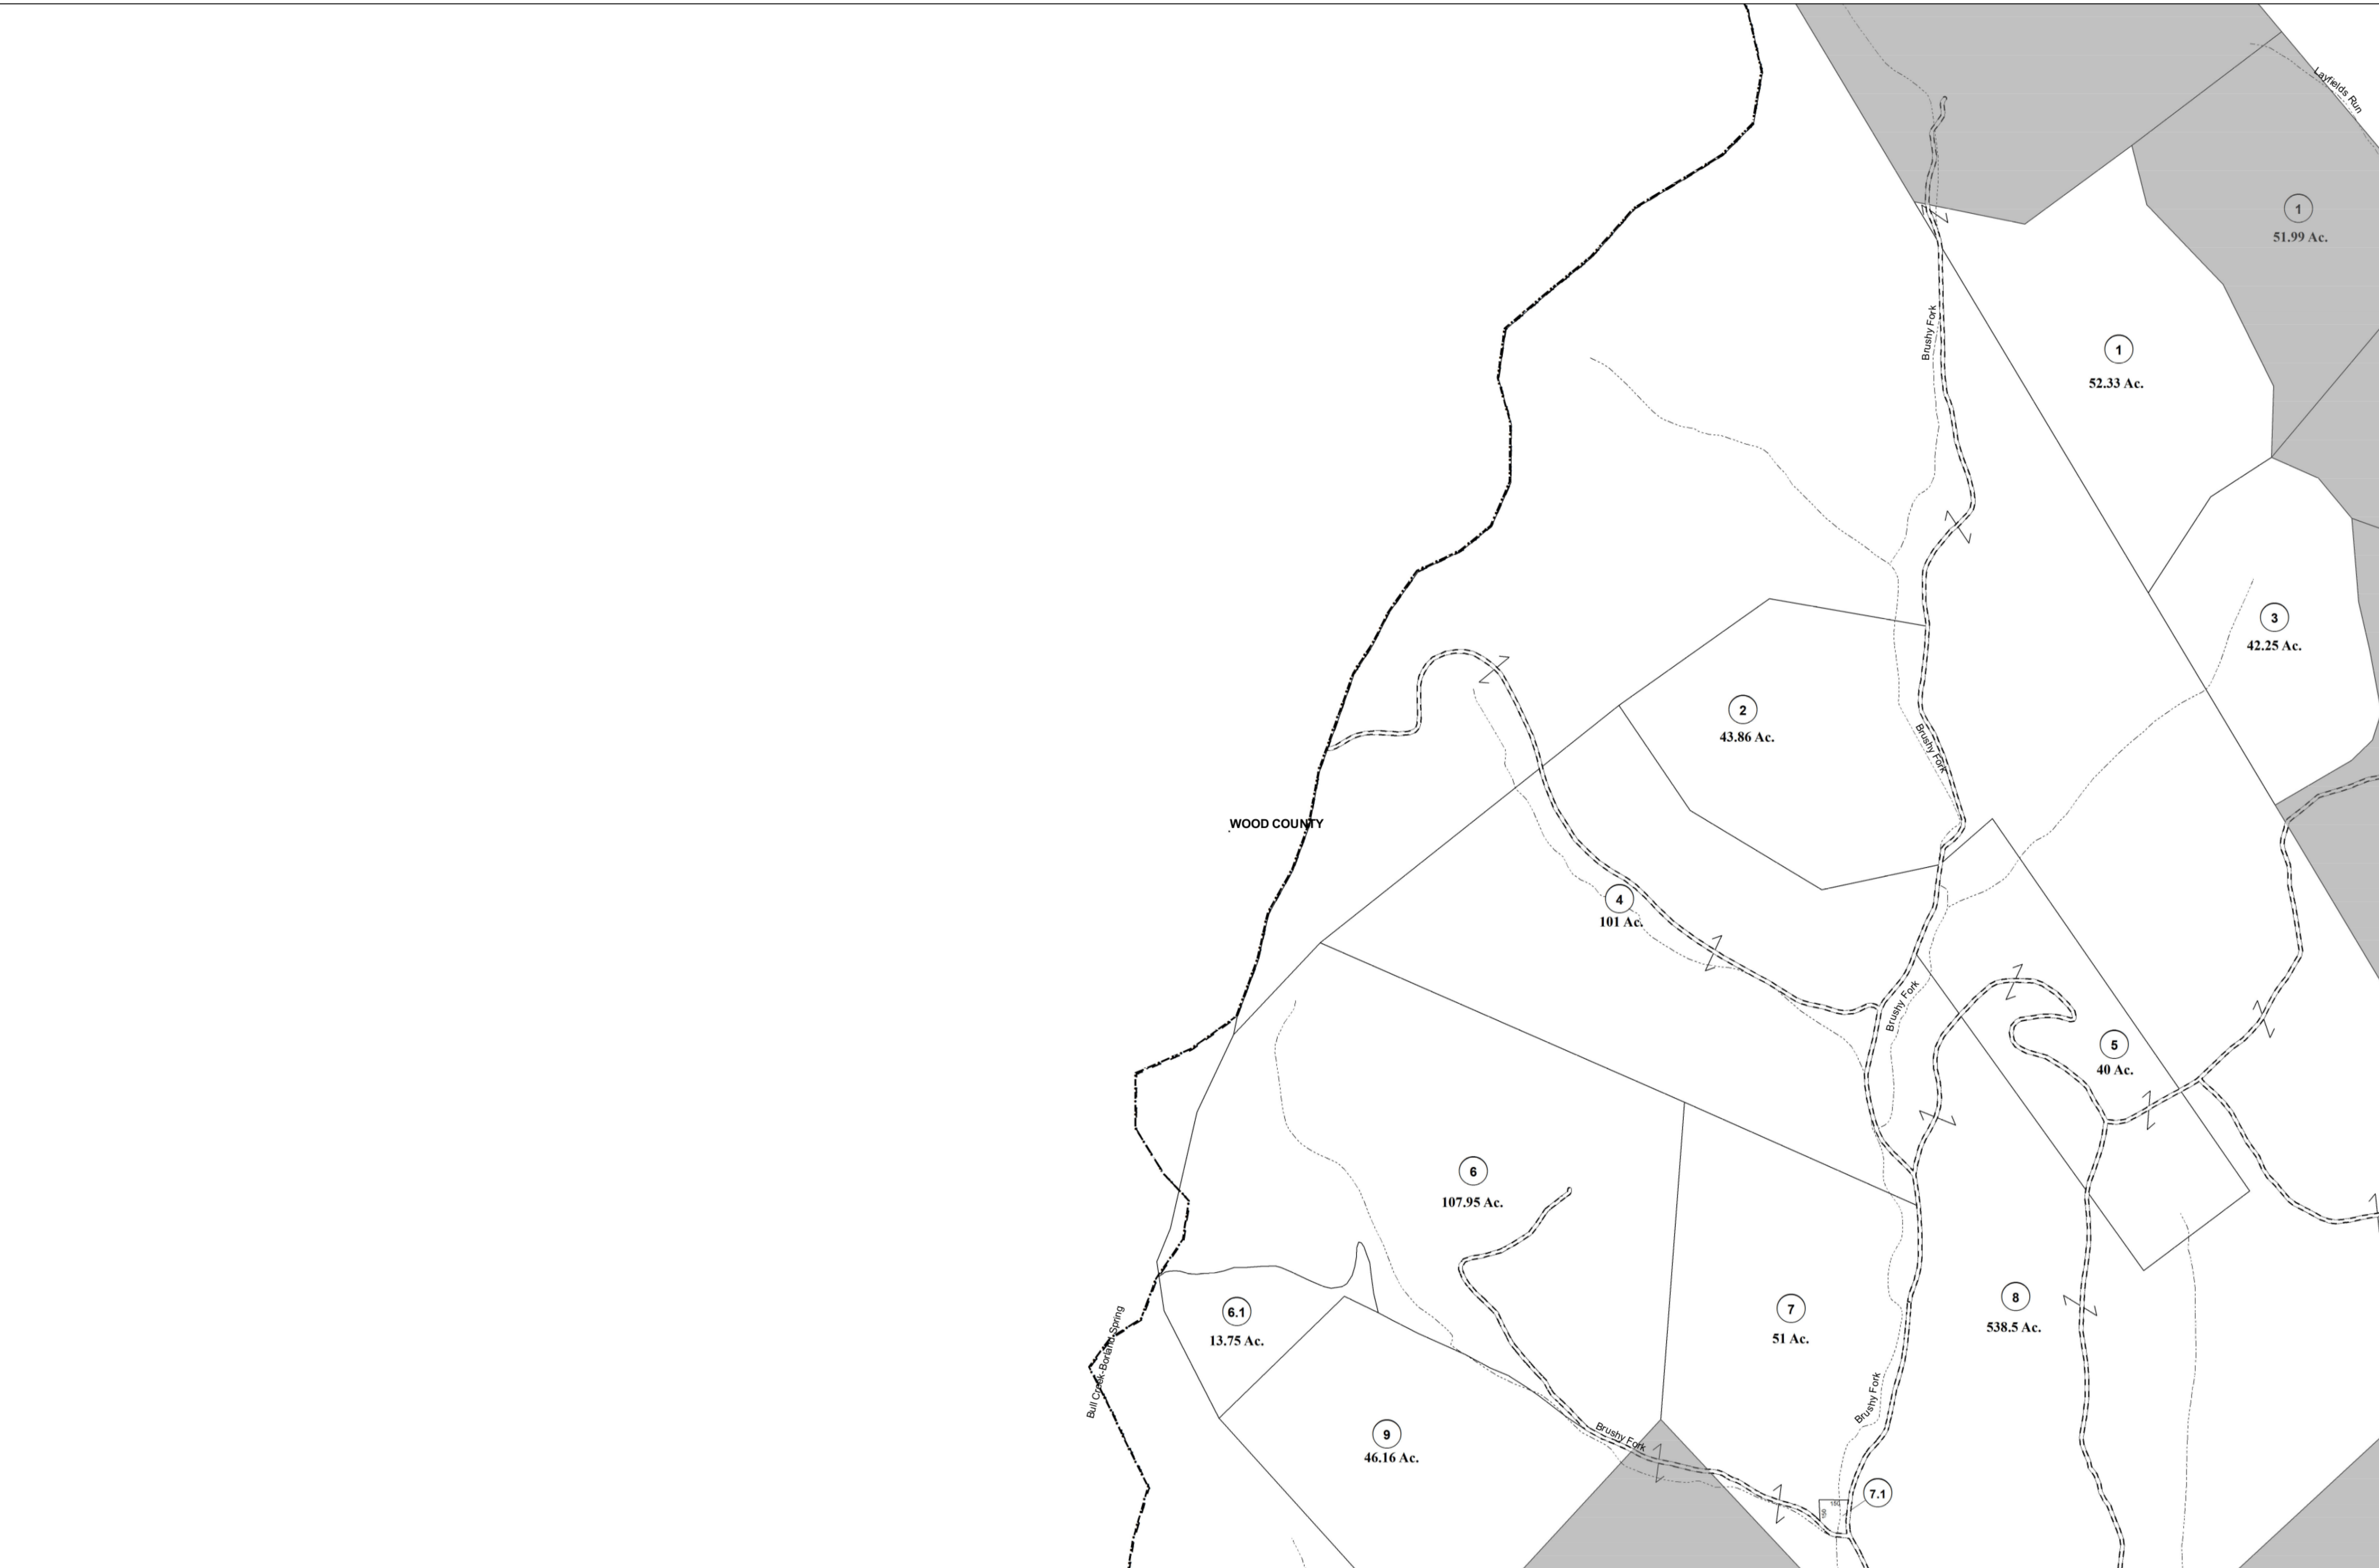 Layfields Run
1
51.99 Ac.
Brushy Fork
1
52.33 Ac.
3
42.25 Ac.
2
43.86 Ac.
Brushy Fork
WOOD COUNTY
4
101 Ac.
Brushy Fork
5
40 Ac.
6
107.95 Ac.
8
538.5 Ac.
6.1
13.75 Ac.
7
51 Ac.
Bull Creek-Borland-Spring
Brushy Fork
9
46.16 Ac.
Brushy Fork
7.1